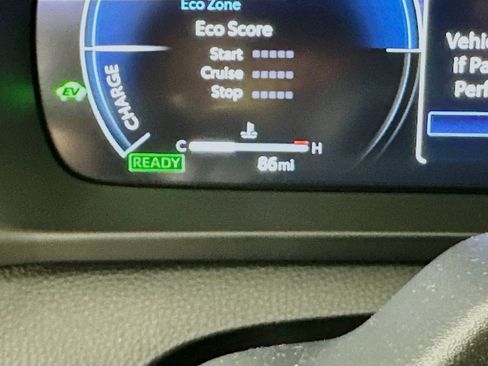 Eco Zone
Eco Score
Start
Cruise
Stop
EV
CHARGE
C H
READY
86mi
Vehic
if Pa
Perf